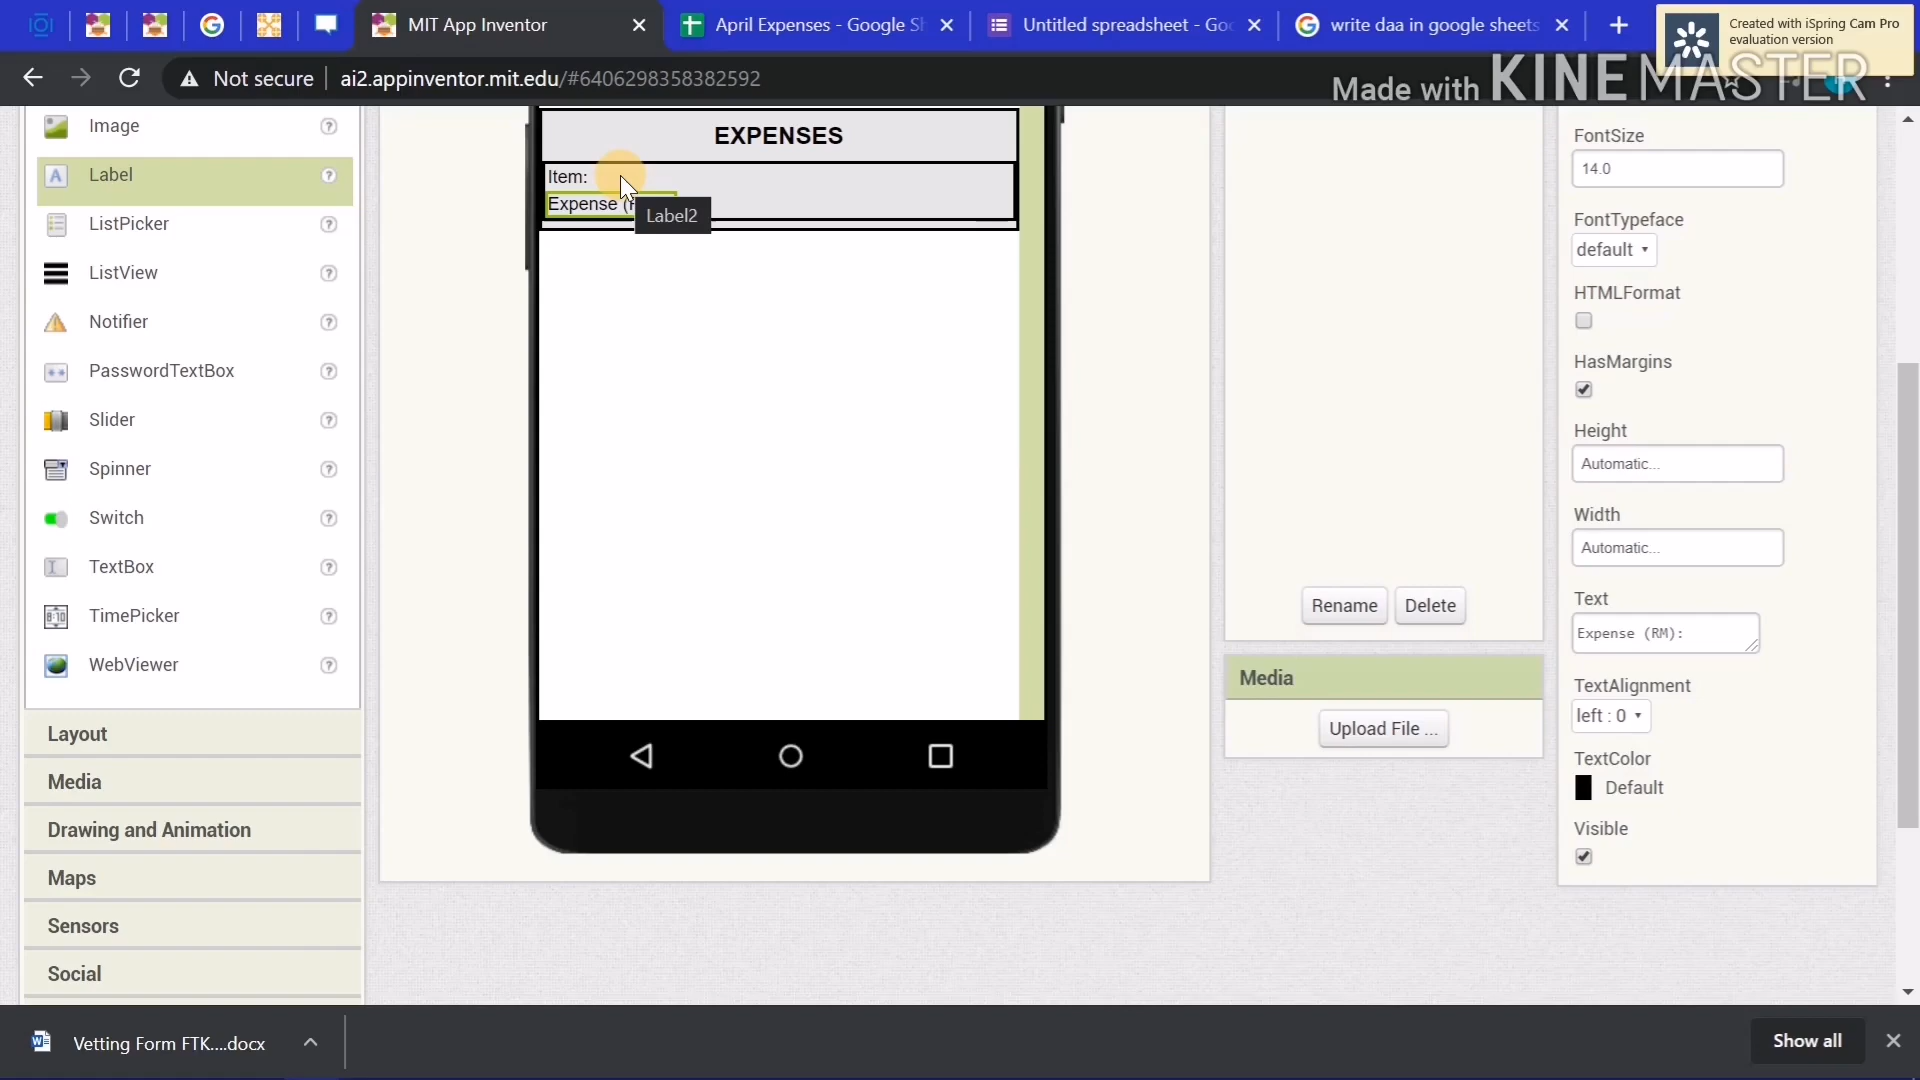 MIT App Inventor
April Expenses - Google Sh
Untitled spreadsheet - Goo
write daa in google sheets
Created with iSpring Cam Pro
evaluation version
Not secure
ai2.appinventor.mit.edu/#6406298358382592
Made with KINEMASTER
Image
Label
ListPicker
ListView
Notifier
PasswordTextBox
Slider
Spinner
Switch
TextBox
TimePicker
WebViewer
Layout
Media
Drawing and Animation
Maps
Sensors
Social
EXPENSES
Item:
Expense (R
Label2
Rename
Delete
Media
Upload File ...
FontSize
14.0
FontTypeface
default
HTMLFormat
HasMargins
Height
Automatic...
Width
Automatic...
Text
Expense (RM):
TextAlignment
left : 0
TextColor
Default
Visible
Vetting Form FTK....docx
Show all